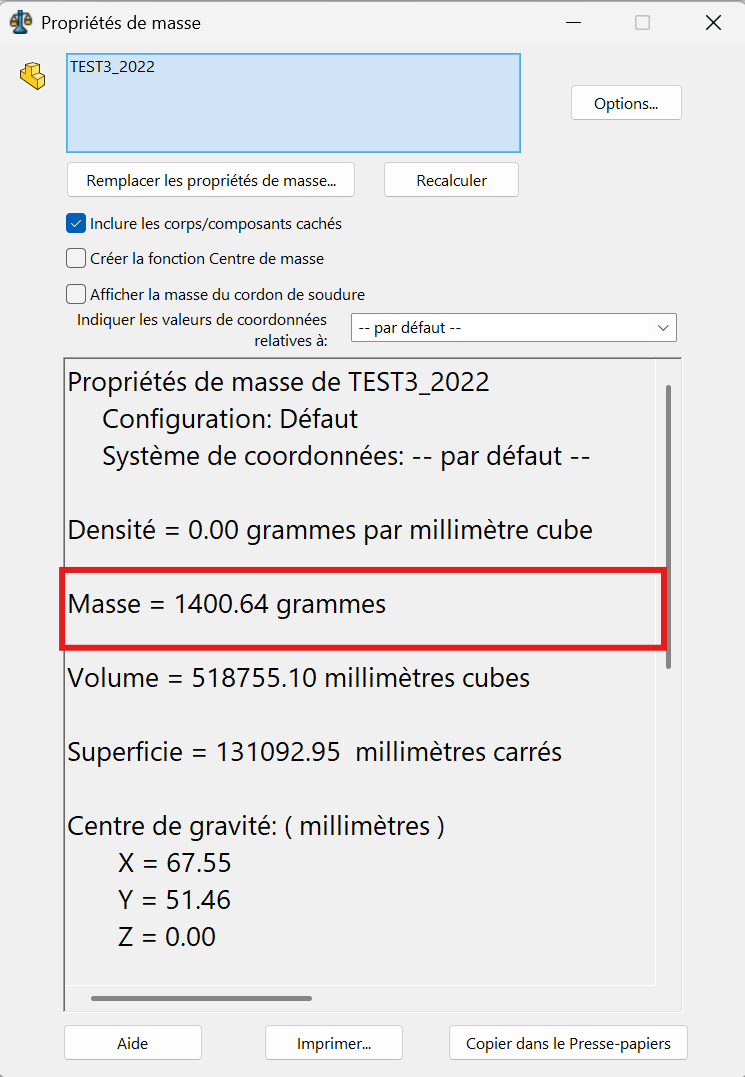 Propriétés de masse
TEST3_2022
Options...
Remplacer les propriétés de masse...
Recalculer
Inclure les corps/composants cachés
Créer la fonction Centre de masse
Afficher la masse du cordon de soudure
Indiquer les valeurs de coordonnées
relatives à:
-- par défaut --
Propriétés de masse de TEST3_2022
Configuration: Défaut
Système de coordonnées: -- par défaut --
Densité = 0.00 grammes par millimètre cube
Masse = 1400.64 grammes
Volume = 518755.10 millimètres cubes
Superficie = 131092.95  millimètres carrés
Centre de gravité: ( millimètres )
X = 67.55
Y = 51.46
Z = 0.00
Aide
Imprimer...
Copier dans le Presse-papiers